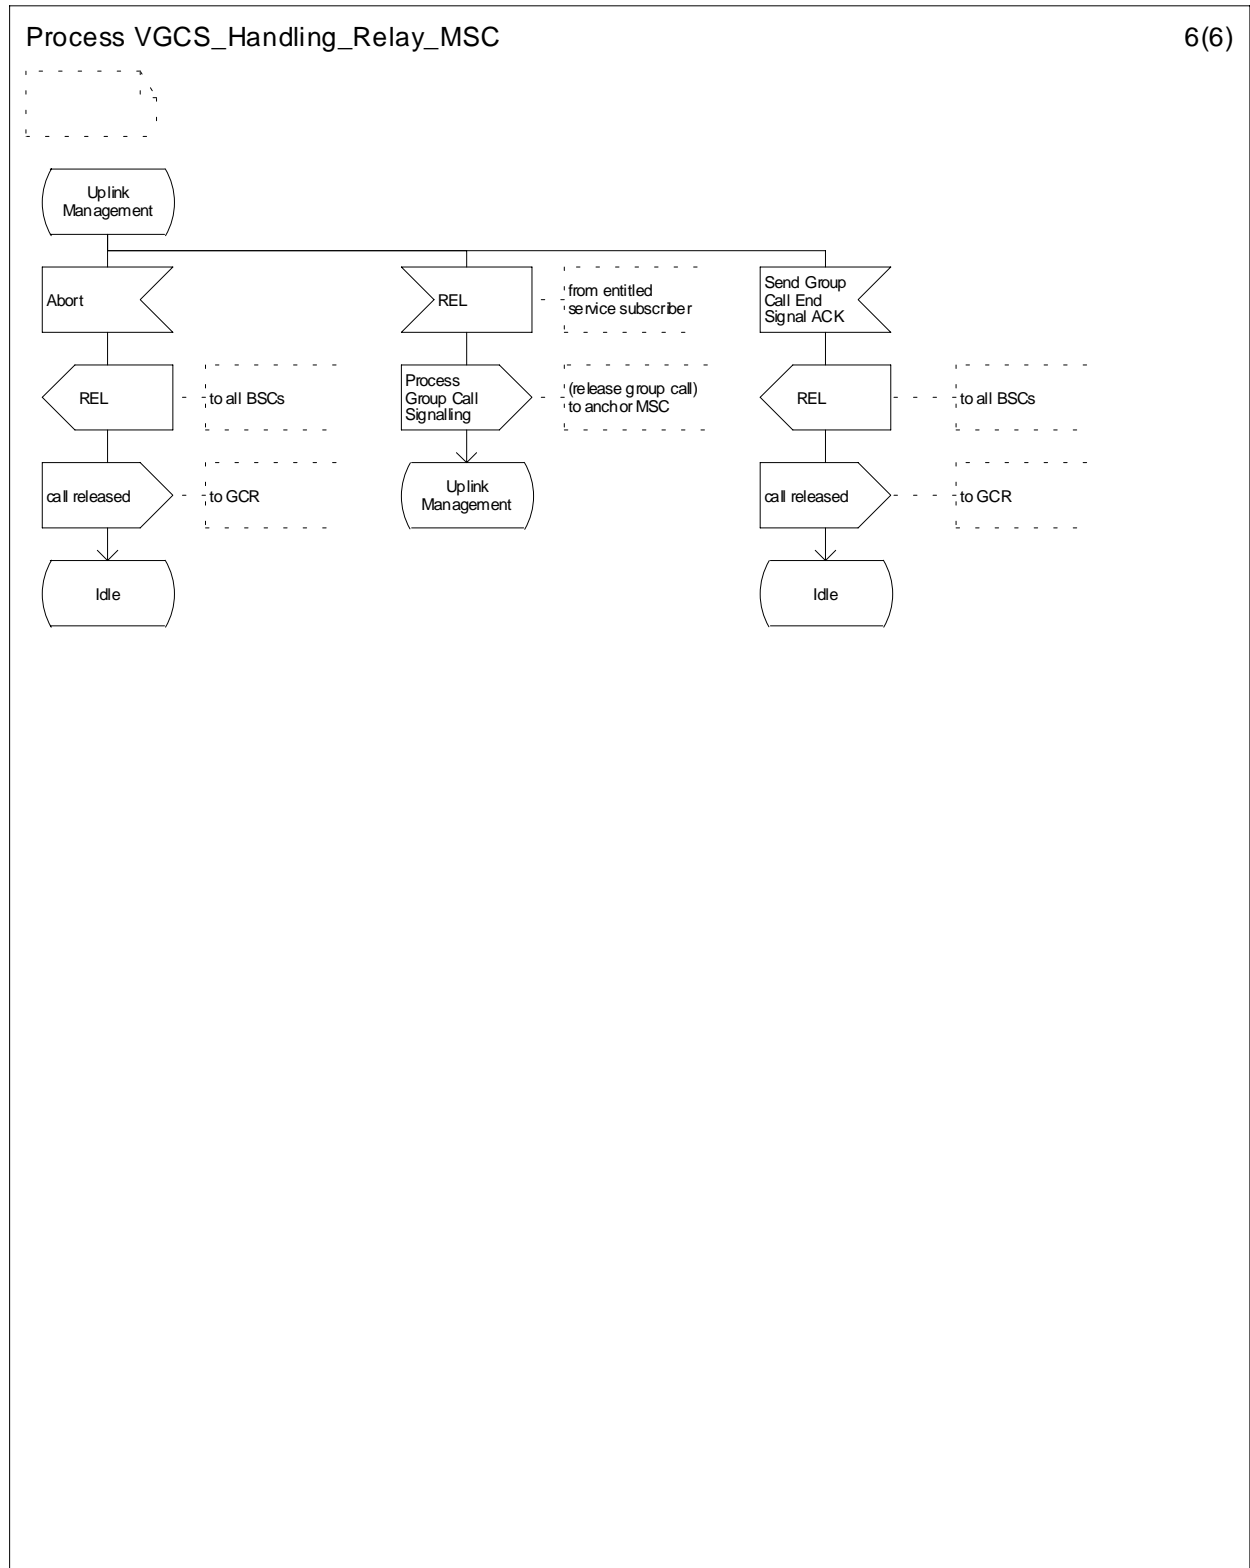 Process VGCS_Handling_Relay_MSC
6(6)
Uplink
Management
Abort
REL
from entitled
service subscriber
Send Group
Call End
Signal ACK
REL
to all BSCs
Process
Group Call
Signalling
(release group call)
to anchor MSC
REL
to all BSCs
call released
to GCR
Uplink
Management
call released
to GCR
Idle
Idle